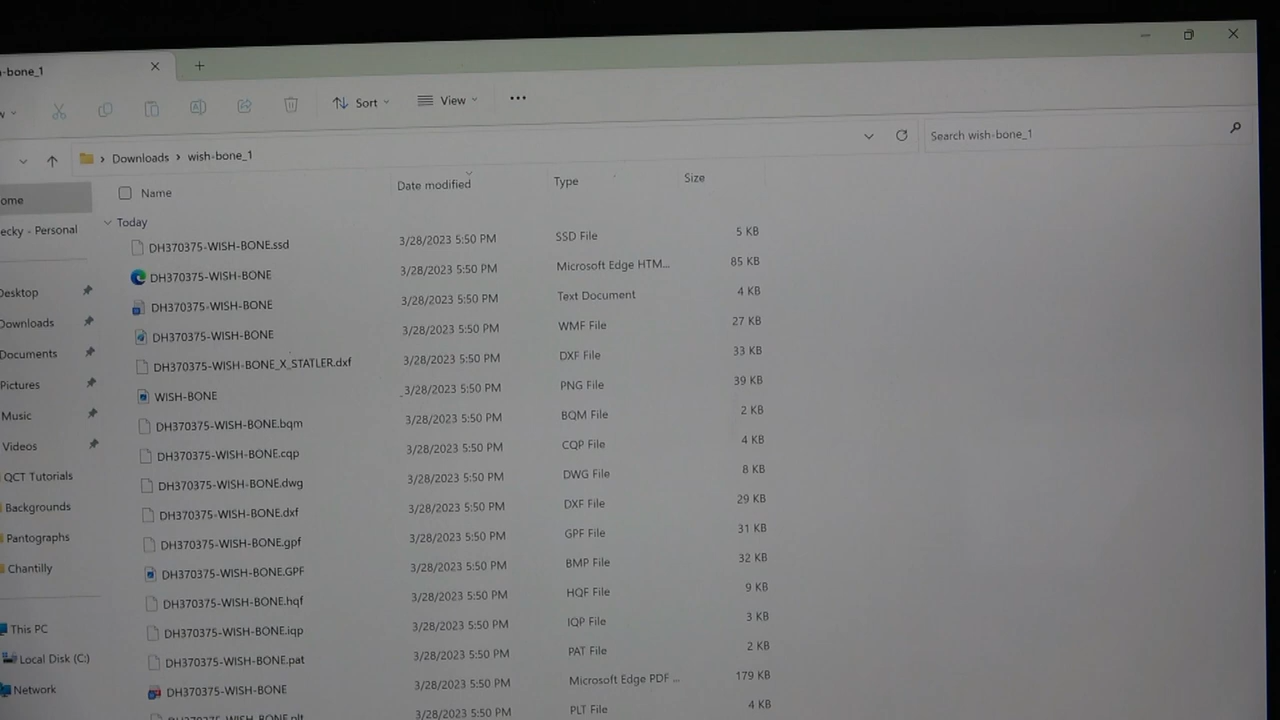 -bone_1
Sort
View
Downloads > wish-bone_1
Search wish-bone_1
Name Date modified Type Size
ome
ecky - Personal
Desktop
Downloads
Documents
Pictures
Music
Videos
QCT Tutorials
Backgrounds
Pantographs
Chantilly
This PC
Local Disk (C:)
Network
Today
DH370375-WISH-BONE.ssd 3/28/2023 5:50 PM SSD File 5 KB
DH370375-WISH-BONE 3/28/2023 5:50 PM Microsoft Edge HTM... 85 KB
DH370375-WISH-BONE 3/28/2023 5:50 PM Text Document 4 KB
DH370375-WISH-BONE 3/28/2023 5:50 PM WMF File 27 KB
DH370375-WISH-BONE_X_STATLER.dxf 3/28/2023 5:50 PM DXF File 33 KB
WISH-BONE 3/28/2023 5:50 PM PNG File 39 KB
DH370375-WISH-BONE.bqm 3/28/2023 5:50 PM BQM File 2 KB
DH370375-WISH-BONE.cqp 3/28/2023 5:50 PM CQP File 4 KB
DH370375-WISH-BONE.dwg 3/28/2023 5:50 PM DWG File 8 KB
DH370375-WISH-BONE.dxf 3/28/2023 5:50 PM DXF File 29 KB
DH370375-WISH-BONE.gpf 3/28/2023 5:50 PM GPF File 31 KB
DH370375-WISH-BONE.GPF 3/28/2023 5:50 PM BMP File 32 KB
DH370375-WISH-BONE.hqf 3/28/2023 5:50 PM HQF File 9 KB
DH370375-WISH-BONE.iqp 3/28/2023 5:50 PM IQP File 3 KB
DH370375-WISH-BONE.pat 3/28/2023 5:50 PM PAT File 2 KB
DH370375-WISH-BONE 3/28/2023 5:50 PM Microsoft Edge PDF ... 179 KB
DH370375-WISH-BONE.plt 3/28/2023 5:50 PM PLT File 4 KB